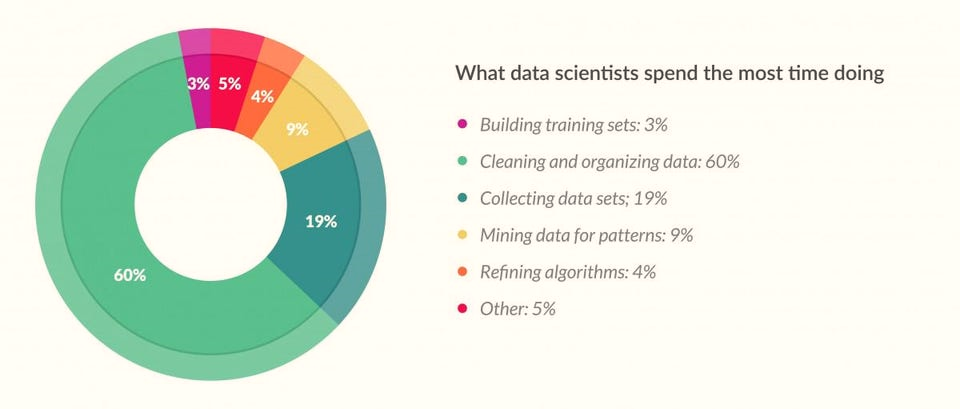 3% 5%
4%
9%
19%
60%
What data scientists spend the most time doing
Building training sets: 3%
Cleaning and organizing data: 60%
Collecting data sets; 19%
Mining data for patterns: 9%
Refining algorithms: 4%
Other: 5%